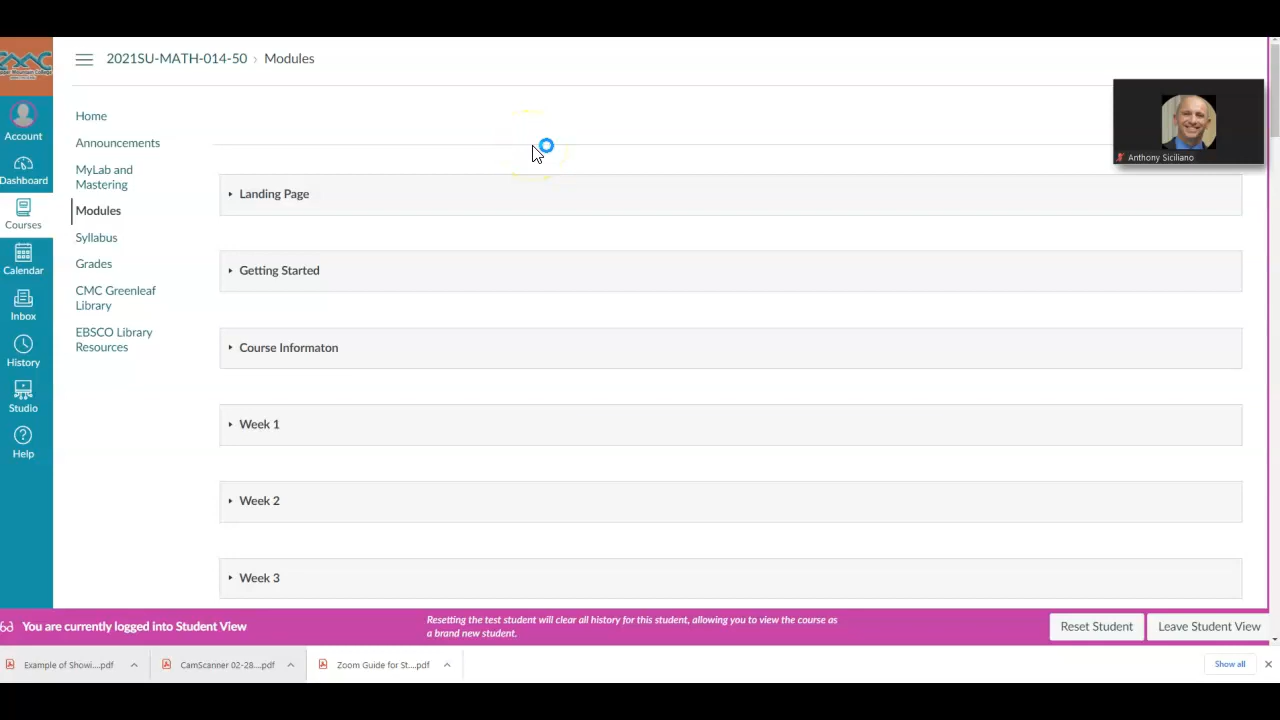 CMC
2021SU-MATH-014-50 › Modules
Account
Dashboard
Courses
Calendar
Inbox
History
Studio
Help
Home
Announcements
MyLab and
Mastering
Modules
Syllabus
Grades
CMC Greenleaf
Library
EBSCO Library
Resources
Landing Page
Getting Started
Course Informaton
Week 1
Week 2
Week 3
Anthony Siciliano
You are currently logged into Student View
Resetting the test student will clear all history for this student, allowing you to view the course as
a brand new student.
Reset Student
Leave Student View
Example of Showi....pdf
CamScanner 02-28....pdf
Zoom Guide for St....pdf
Show all